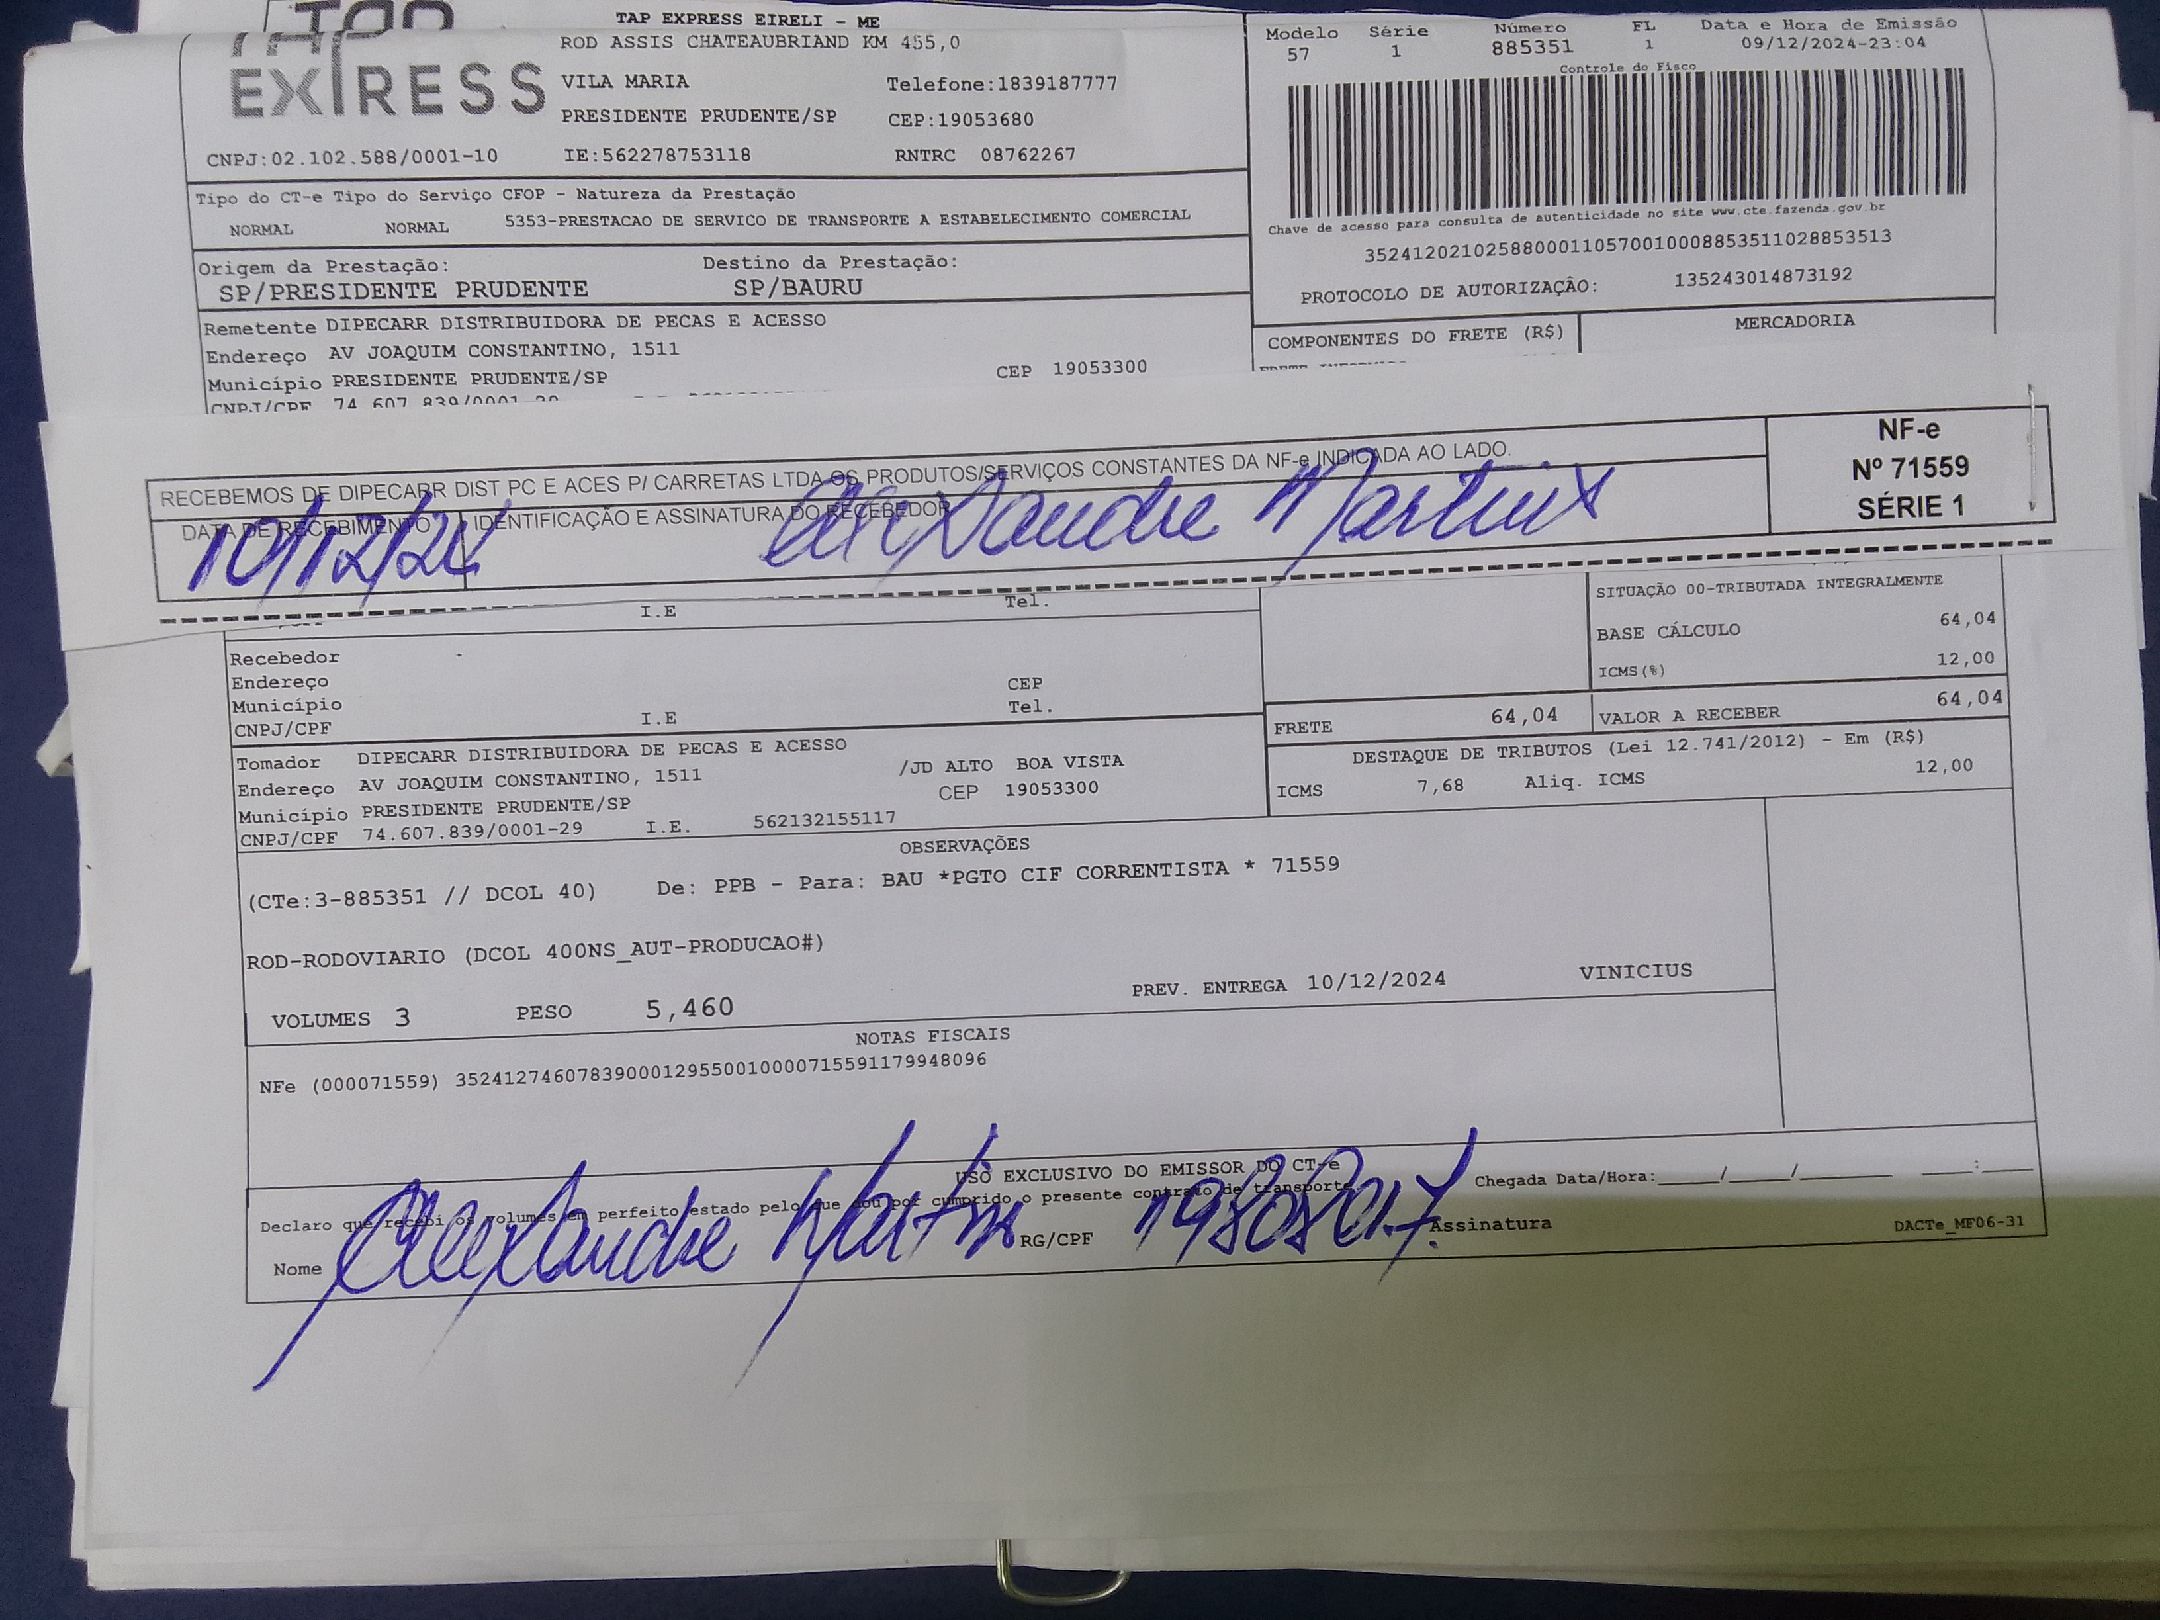 TAP EXPRESS EIRELI - ME
EXPRESS
ROD ASSIS CHATEAUBRIAND KM 455,0
VILA MARIA Telefone:1839187777
PRESIDENTE PRUDENTE/SP CEP:19053680
CNPJ:02.102.588/0001-10 IE:562278753118 RNTRC 08762267
Modelo Série Número FL Data e Hora de Emissão
57 1 885351 1 09/12/2024-23:04
Controle do Fisco
Chave de acesso para consulta de autenticidade no site www.cte.fazenda.gov.br
35241202102588000110570010008853511028853513
PROTOCOLO DE AUTORIZAÇÂO: 135243014873192
Tipo do CT-e Tipo do Serviço CFOP - Natureza da Prestação
NORMAL NORMAL 5353-PRESTACAO DE SERVICO DE TRANSPORTE A ESTABELECIMENTO COMERCIAL
Origem da Prestação: Destino da Prestação:
SP/PRESIDENTE PRUDENTE SP/BAURU
Remetente DIPECARR DISTRIBUIDORA DE PECAS E ACESSO
Endereço AV JOAQUIM CONSTANTINO, 1511
Município PRESIDENTE PRUDENTE/SP CEP 19053300
CNPJ/CPF 74.607.839/0001-29
COMPONENTES DO FRETE (R$) MERCADORIA
RECEBEMOS DE DIPECARR DIST PC E ACES P/ CARRETAS LTDA OS PRODUTOS/SERVIÇOS CONSTANTES DA NF-e INDICADA AO LADO.
DATA DE RECEBIMENTO IDENTIFICAÇÃO E ASSINATURA DO RECEBEDOR
10/12/24 Alexandre Martins
NF-e
Nº 71559
SÉRIE 1
I.E Tel.
Recebedor
Endereço CEP
Município Tel.
CNPJ/CPF I.E
SITUAÇÃO 00-TRIBUTADA INTEGRALMENTE
BASE CÁLCULO 64,04
ICMS(%) 12,00
FRETE 64,04 VALOR A RECEBER 64,04
DESTAQUE DE TRIBUTOS (Lei 12.741/2012) - Em (R$)
ICMS 7,68 Aliq. ICMS 12,00
Tomador DIPECARR DISTRIBUIDORA DE PECAS E ACESSO
Endereço AV JOAQUIM CONSTANTINO, 1511 /JD ALTO BOA VISTA
Município PRESIDENTE PRUDENTE/SP CEP 19053300
CNPJ/CPF 74.607.839/0001-29 I.E. 562132155117
OBSERVAÇÕES
(CTe:3-885351 // DCOL 40) De: PPB - Para: BAU *PGTO CIF CORRENTISTA * 71559
ROD-RODOVIARIO (DCOL 400NS_AUT-PRODUCAO#)
VOLUMES 3 PESO 5,460 PREV. ENTREGA 10/12/2024 VINICIUS
NOTAS FISCAIS
NFe (000071559) 35241274607839000129550010000715591179948096
USO EXCLUSIVO DO EMISSOR DO CT-e
Declaro que recebi os volumes em perfeito estado pelo que dou por cumprido o presente contrato de transporte
Chegada Data/Hora:_____/_____/________ ____:____
Nome Alexandre Martins RG/CPF Assinatura
DACTe_MF06-31